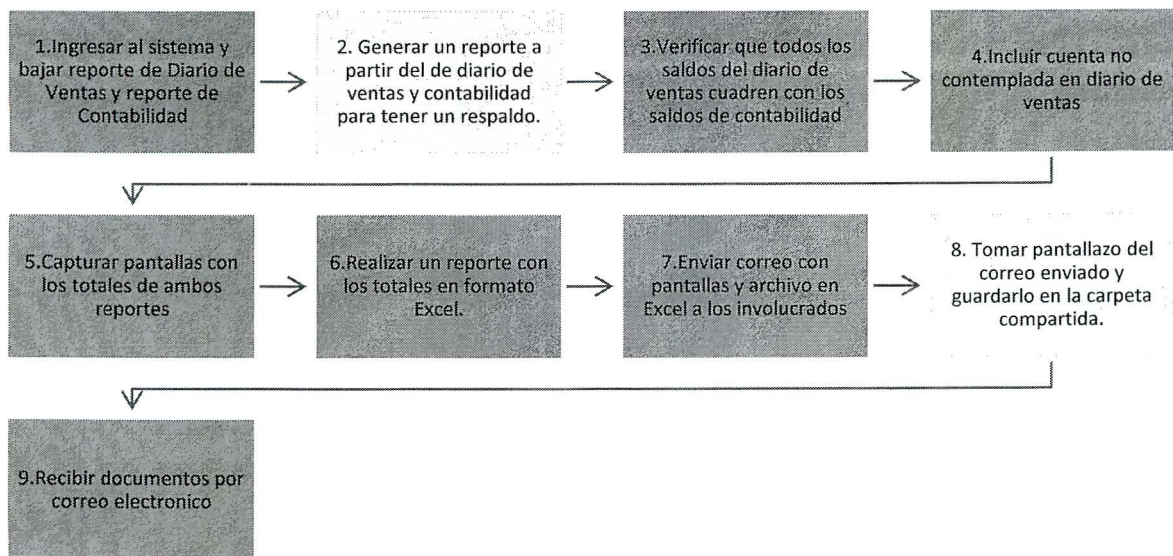 1.Ingresar al sistema y
bajar reporte de Diario de
Ventas y reporte de
Contabilidad
2. Generar un reporte a
partir del de diario de
ventas y contabilidad
para tener un respaldo.
3.Verificar que todos los
saldos del diario de
ventas cuadren con los
saldos de contabilidad
4.Incluir cuenta no
contemplada en diario de
ventas
5.Capturar pantallas con
los totales de ambos
reportes
6.Realizar un reporte con
los totales en formato
Excel.
7.Enviar correo con
pantallas y archivo en
Excel a los involucrados
8. Tomar pantallazo del
correo enviado y
guardarlo en la carpeta
compartida.
9.Recibir documentos por
correo electronico